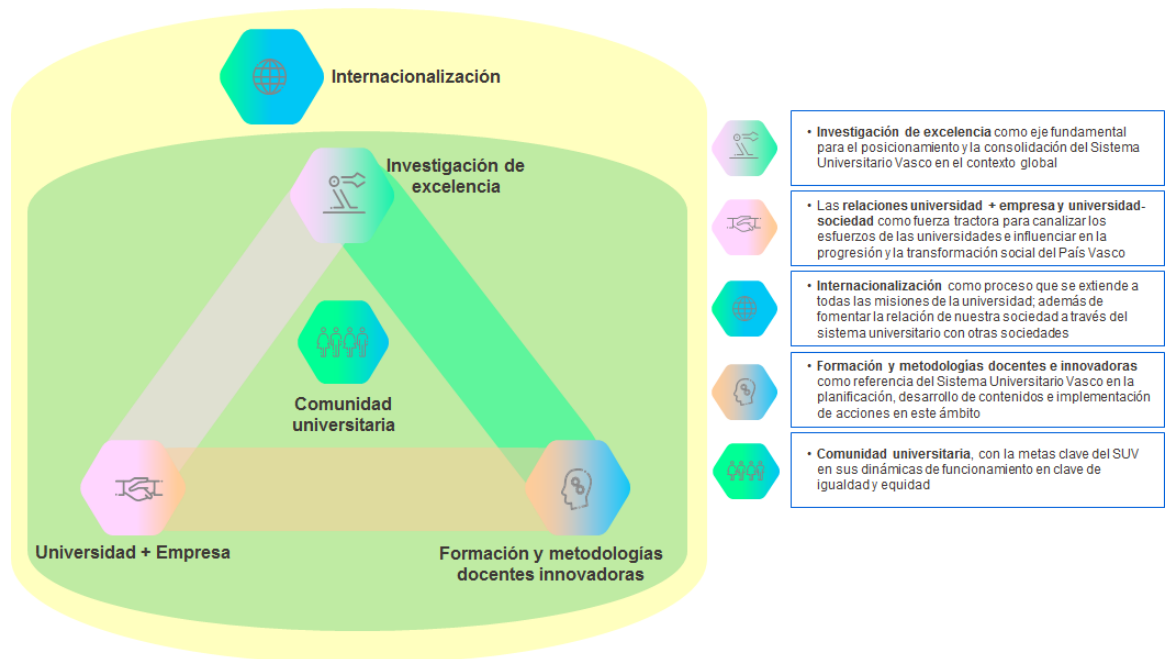 Internacionalización
Investigación de
excelencia
Comunidad
universitaria
Universidad + Empresa
Formación y metodologías
docentes innovadoras
• Investigación de excelencia como eje fundamental
para el posicionamiento y la consolidación del Sistema
Universitario Vasco en el contexto global
• Las relaciones universidad + empresa y universidad-
sociedad como fuerza tractora para canalizar los
esfuerzos de las universidades e influenciar en la
progresión y la transformación social del País Vasco
• Internacionalización como proceso que se extiende a
todas las misiones de la universidad; además de
fomentar la relación de nuestra sociedad a través del
sistema universitario con otras sociedades
• Formación y metodologías docentes e innovadoras
como referencia del Sistema Universitario Vasco en la
planificación, desarrollo de contenidos e implementación
de acciones en este ámbito
• Comunidad universitaria, con la metas clave del SUV
en sus dinámicas de funcionamiento en clave de
igualdad y equidad